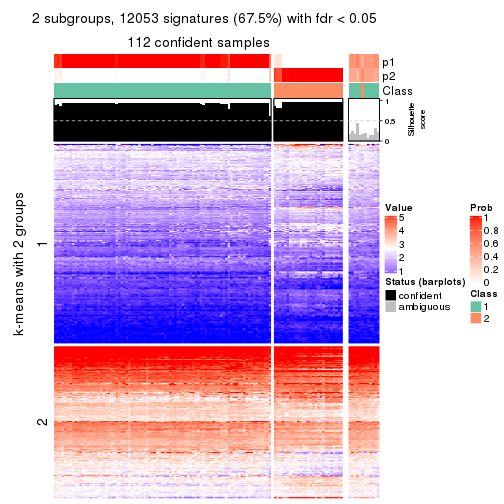 2 subgroups, 12053 signatures (67.5%) with fdr < 0.05
112 confident samples
p1
p2
Class
1
0.5
0
Silhouette
score
k-means with 2 groups
1
2
Value
5
4
3
2
1
Status (barplots)
confident
ambiguous
Prob
1
0.8
0.6
0.4
0.2
0
Class
1
2